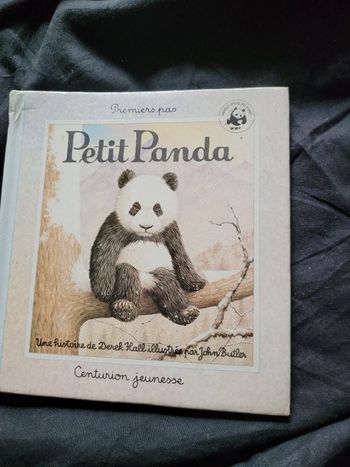 Premiers pas
WWF
Petit Panda
Une histoire de Derek Hall illustrée par John Butler
Centurion jeunesse